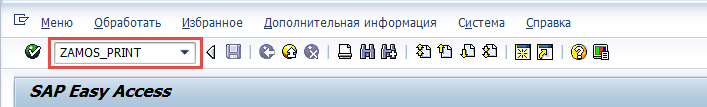 Меню Обработать Избранное Дополнительная информация Система Справка
ZAMOS_PRINT
SAP Easy Access